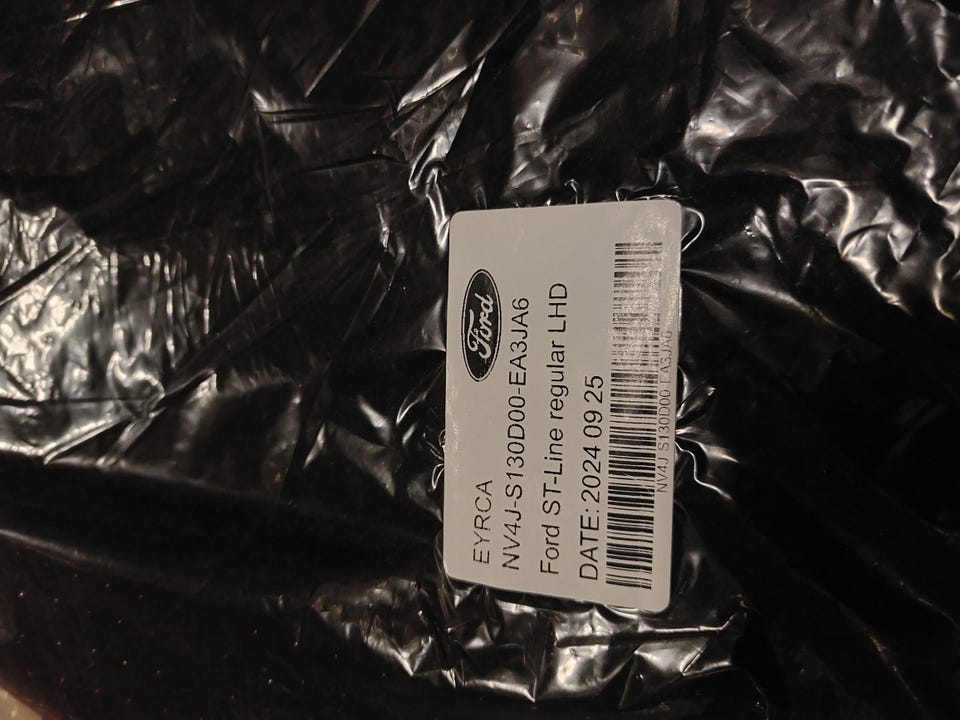 Ford
EYRCA
NV4J-S130D00-EA3JA6
Ford ST-Line regular LHD
DATE: 2024 09 25
NV4J S130D00 EA3JA6